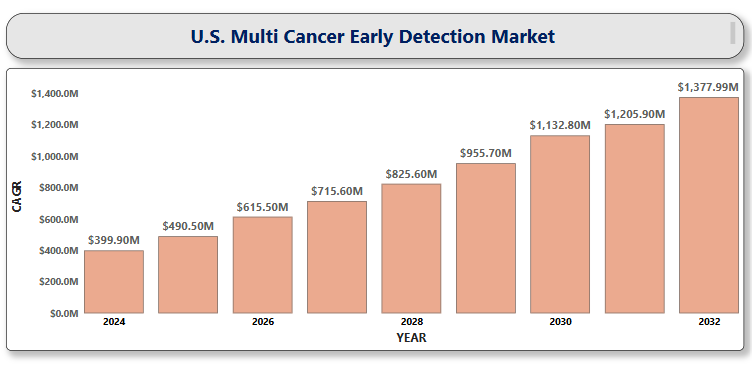 U.S. Multi Cancer Early Detection Market
$1,400.0M
$1,200.0M
$1,000.0M
$800.0M
$600.0M
$400.0M
$200.0M
$0.0M
CAGR
$399.90M
$490.50M
$615.50M
$715.60M
$825.60M
$955.70M
$1,132.80M
$1,205.90M
$1,377.99M
2024
2026
2028
2030
2032
YEAR